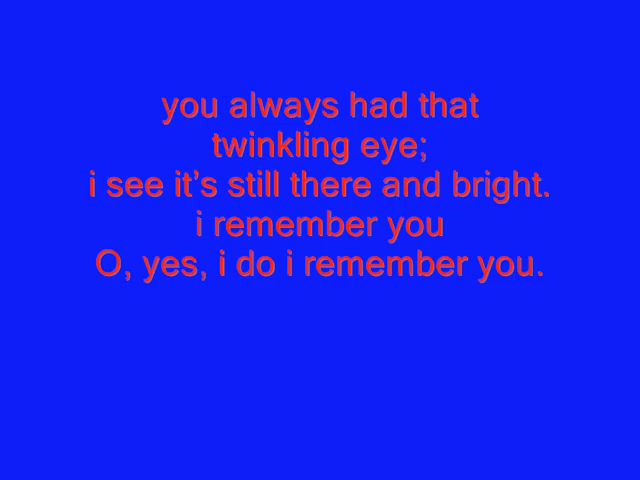 you always had that
twinkling eye;
i see it’s still there and bright.
i remember you
O, yes, i do i remember you.